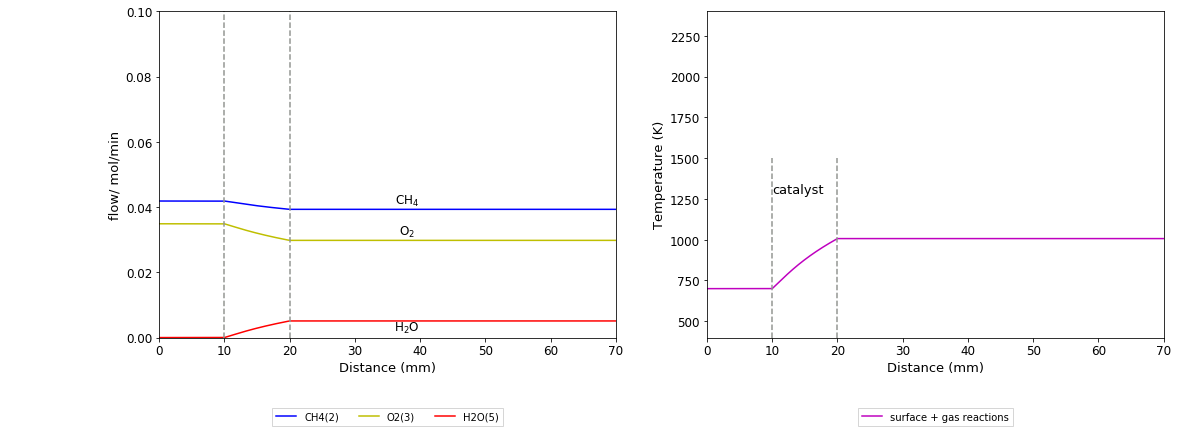 flow/ mol/min
0.10
0.08
0.06
0.04
0.02
0.00
CH4
O2
H2O
0 10 20 30 40 50 60 70
Distance (mm)
CH4(2) O2(3) H2O(5)
Temperature (K)
2250
2000
1750
1500
1250
1000
750
500
catalyst
0 10 20 30 40 50 60 70
Distance (mm)
surface + gas reactions